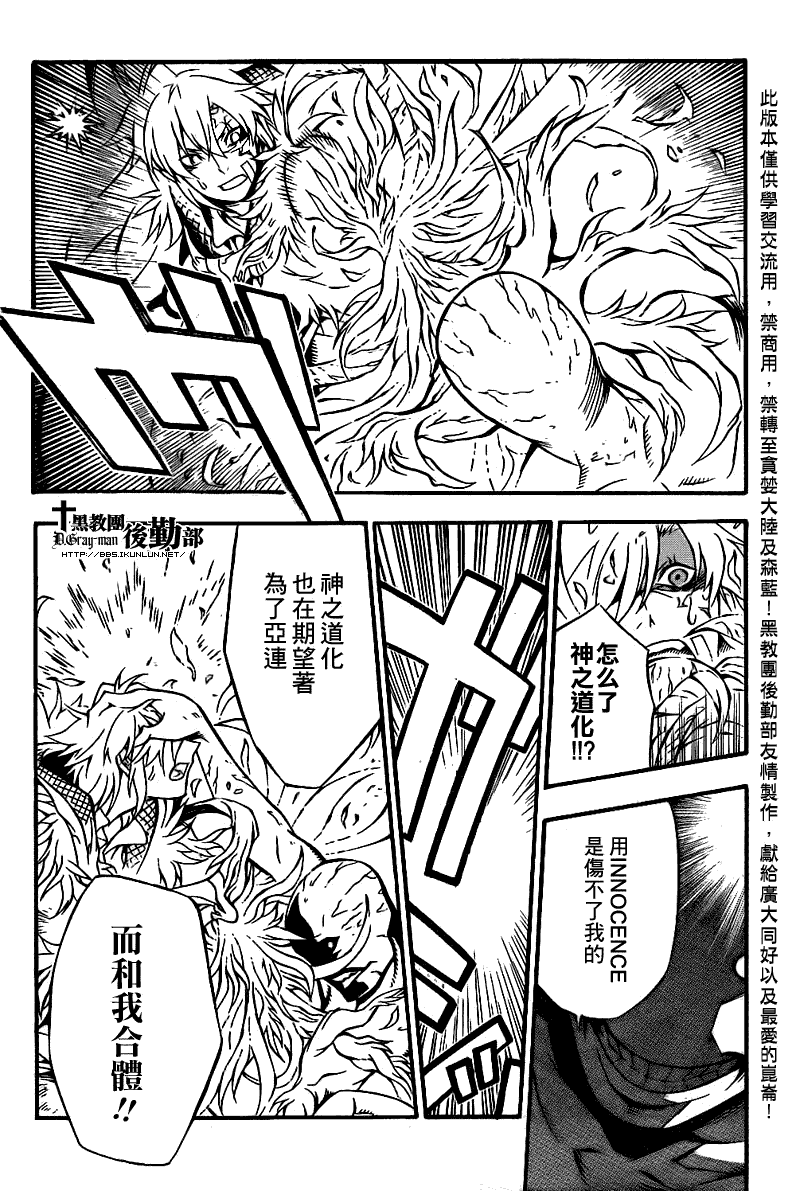 此版本僅供學習交流用，禁商用，禁轉至貪婪大陸及森藍！黑教團後勤部友情製作，獻給廣大同好以及最愛的崑崙！
ガ
黑教團
D.Gray-man 後勤部
HTTP://BBS.IKUNLUN.NET/
怎么了
神之道化
!!?
用INNOCENCE
是傷不了我的
ガ
神之道化
也在期望著
為了亞連
而和我合體!!